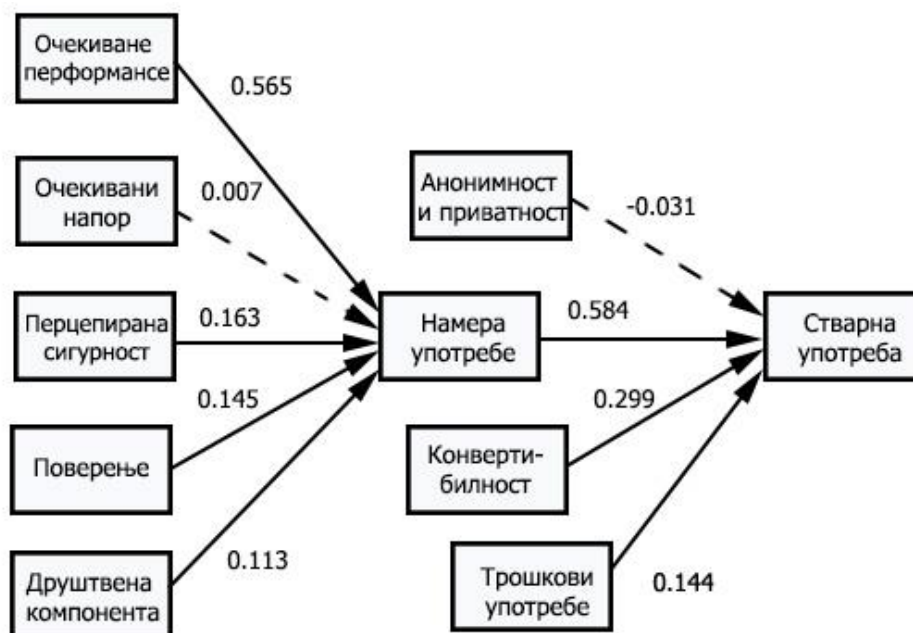 Очекиване
перформансе
0.565
Очекивани
напор
0.007
Анонимност
и приватност
-0.031
Перцепирана
сигурност
0.163
Намера
употребе
0.584
Стварна
употреба
0.145
0.299
Поверење
Конверти-
билност
0.113
Друштвена
компонента
Трошкови
употребе
0.144